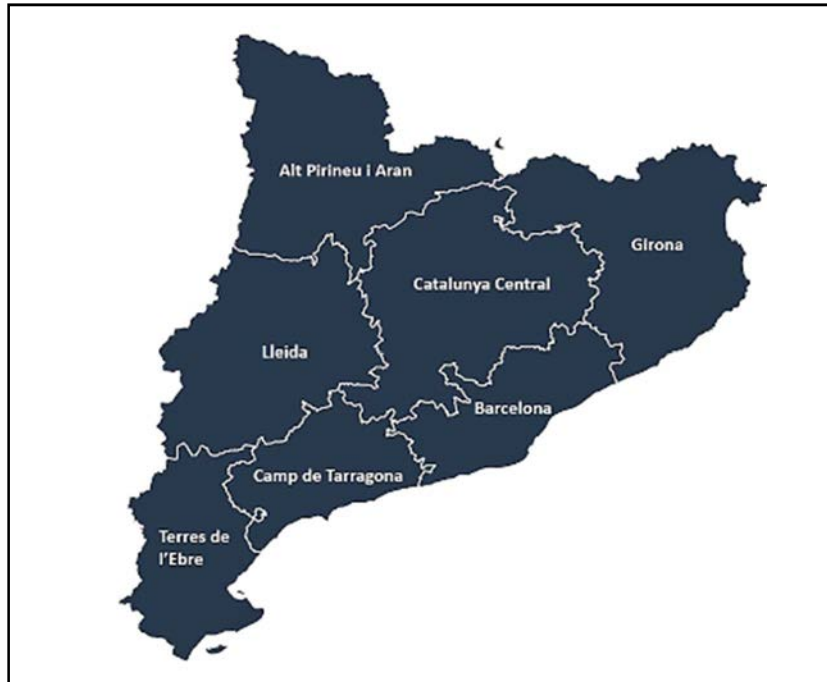 Alt Pirineu i Aran
Girona
Catalunya Central
Lleida
Barcelona
Camp de Tarragona
Terres de
l'Ebre